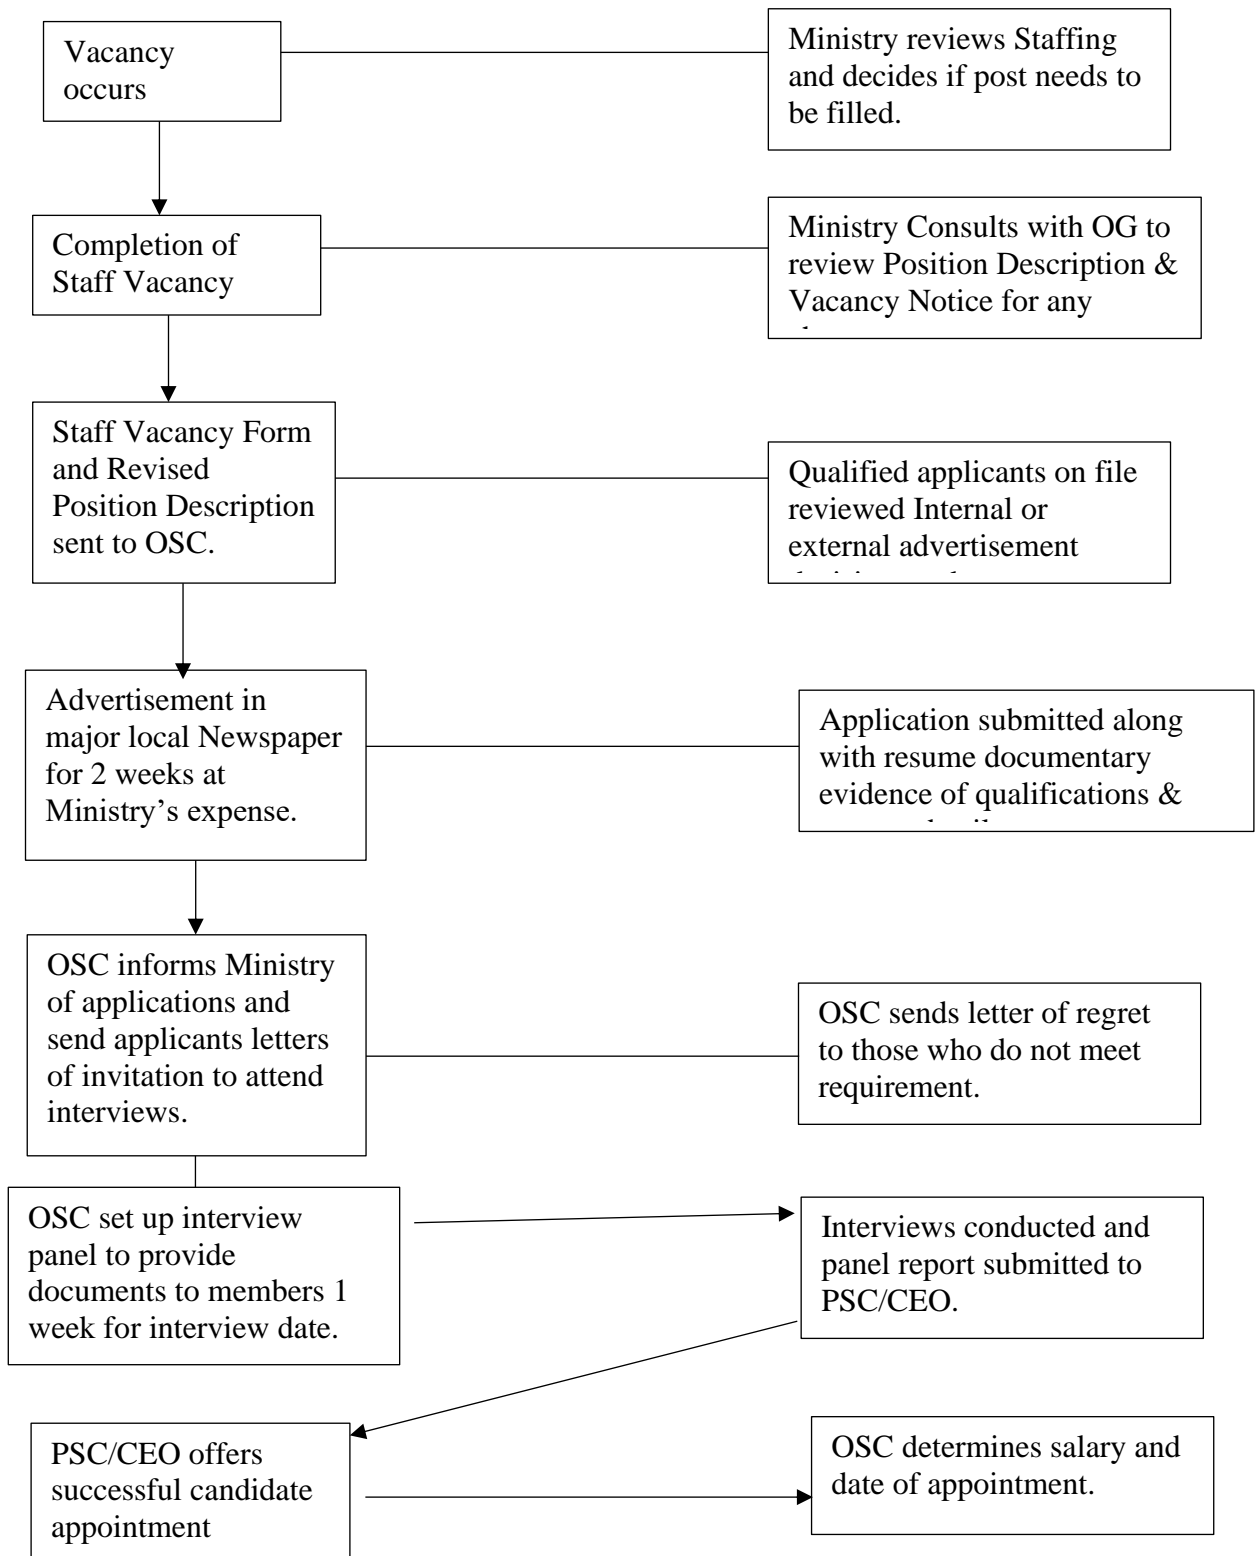 Vacancy
occurs
Ministry reviews Staffing
and decides if post needs to
be filled.
Completion of
Staff Vacancy
Ministry Consults with OG to
review Position Description &
Vacancy Notice for any
Staff Vacancy Form
and Revised
Position Description
sent to OSC.
Qualified applicants on file
reviewed Internal or
external advertisement
Advertisement in
major local Newspaper
for 2 weeks at
Ministry’s expense.
Application submitted along
with resume documentary
evidence of qualifications &
OSC informs Ministry
of applications and
send applicants letters
of invitation to attend
interviews.
OSC sends letter of regret
to those who do not meet
requirement.
OSC set up interview
panel to provide
documents to members 1
week for interview date.
Interviews conducted and
panel report submitted to
PSC/CEO.
PSC/CEO offers
successful candidate
appointment
OSC determines salary and
date of appointment.